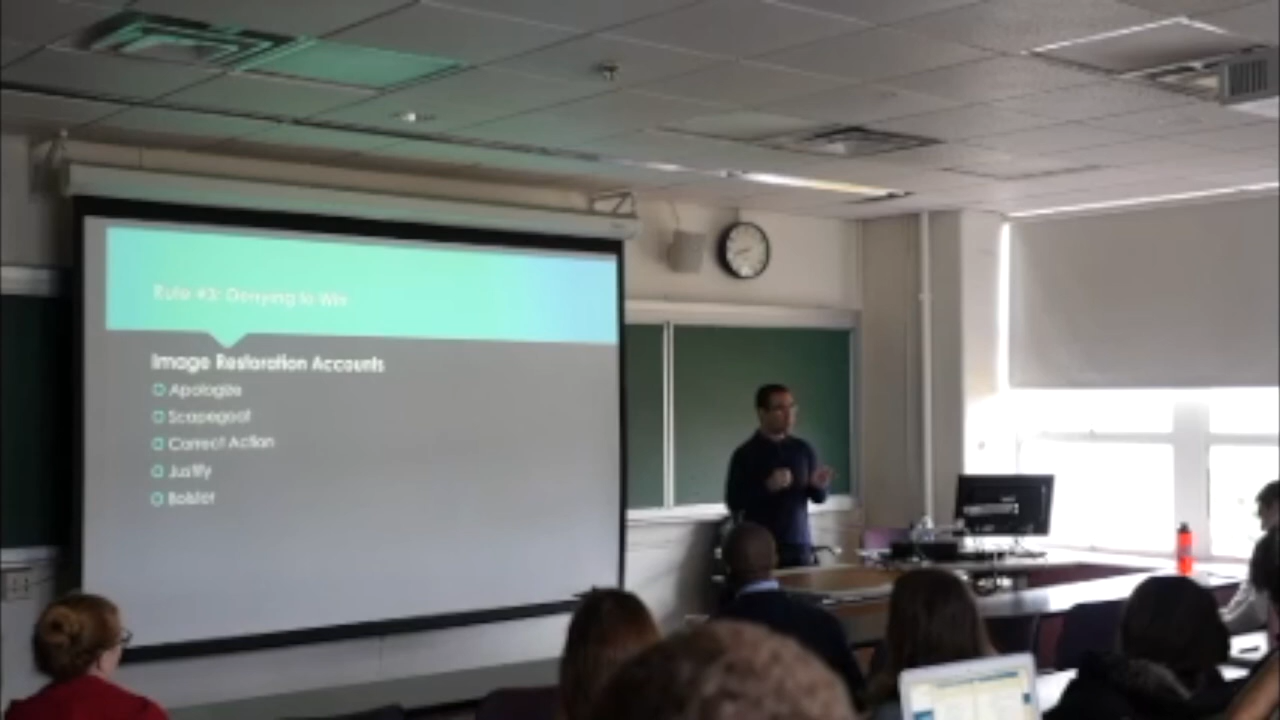 Rule #3: Denying to Win
Image Restoration Accounts
Apologize
Scapegoat
Correct Action
Justify
Bolster